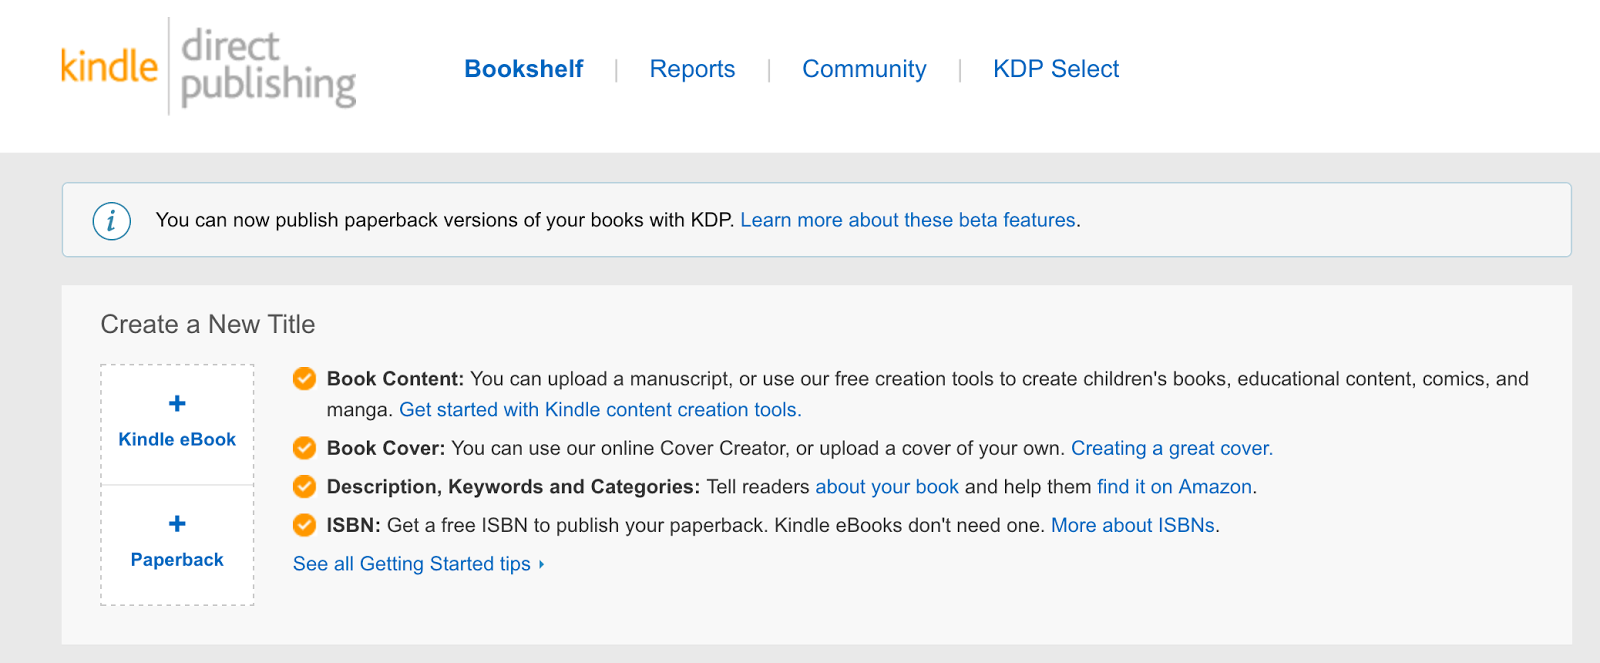 kindle direct publishing
Bookshelf | Reports | Community | KDP Select
i You can now publish paperback versions of your books with KDP. Learn more about these beta features.
Create a New Title
+
Kindle eBook
+
Paperback
Book Content: You can upload a manuscript, or use our free creation tools to create children's books, educational content, comics, and
manga. Get started with Kindle content creation tools.
Book Cover: You can use our online Cover Creator, or upload a cover of your own. Creating a great cover.
Description, Keywords and Categories: Tell readers about your book and help them find it on Amazon.
ISBN: Get a free ISBN to publish your paperback. Kindle eBooks don't need one. More about ISBNs.
See all Getting Started tips